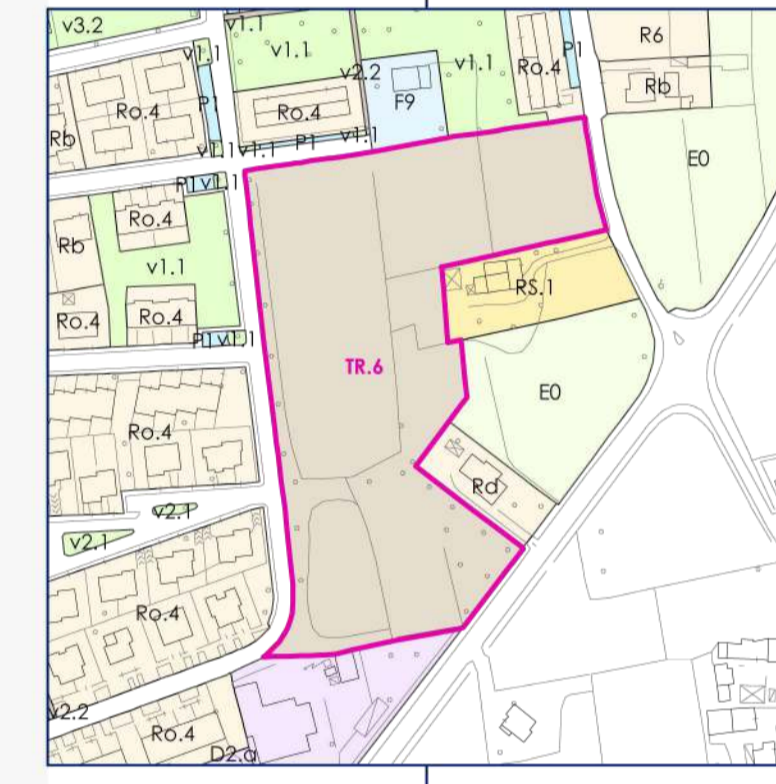 v3.2
v1.1
R6
v1.1
v1.1
P1
v2.2
v1.1
Ro.4
Rb
P1
F9
Ro.4
Ro.4
Rb
v1.1
v1.1
P1
v1.1
E0
P1
v1.1
Ro.4
Rb
v1.1
RS.1
Ro.4
Ro.4
P1
v1.1
TR.6
E0
Ro.4
Rd
v2.1
v2.1
Ro.4
v2.2
Ro.4
D2.a